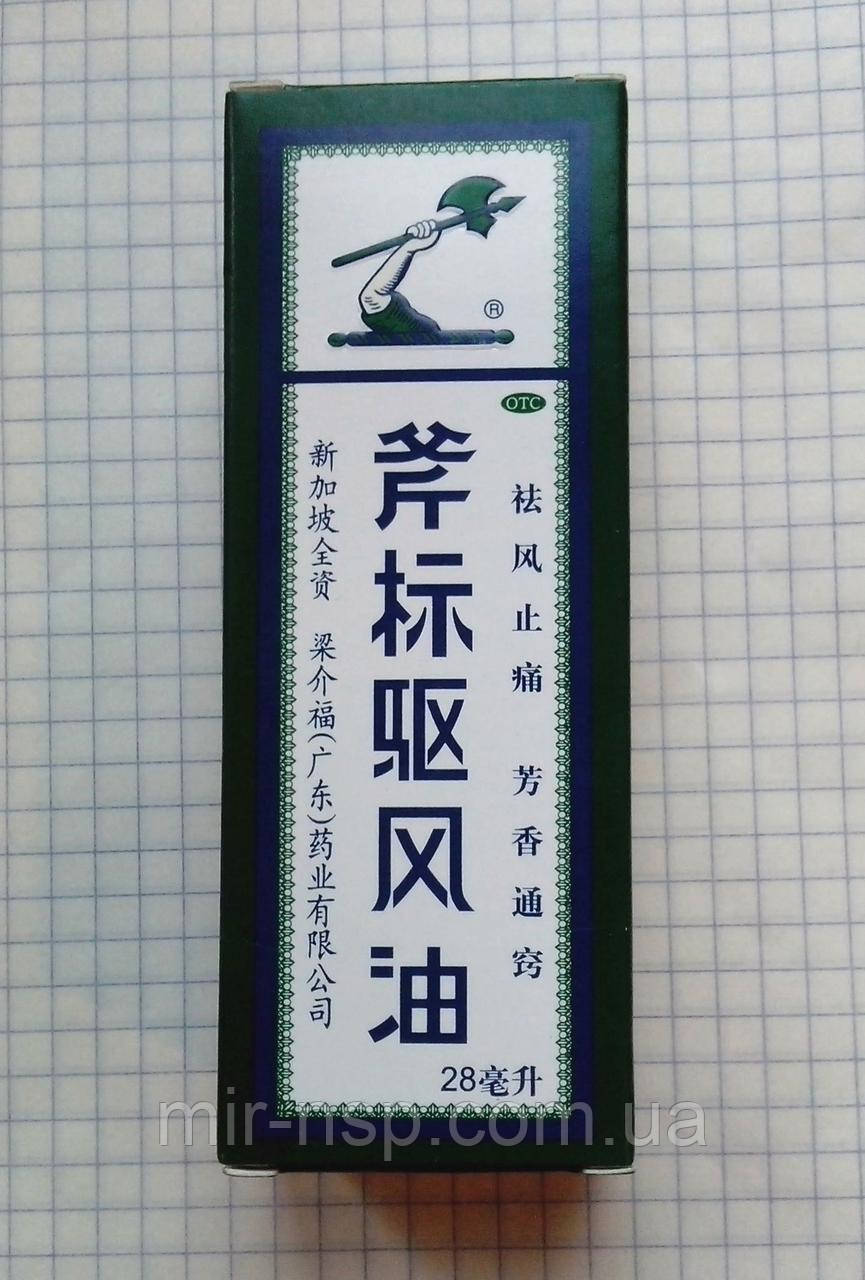 ®
OTC
祛风止痛 芳香通窍
斧标驱风油
新加坡全资 梁介福(广东)药业有限公司
28毫升
mir-nsp.com.ua